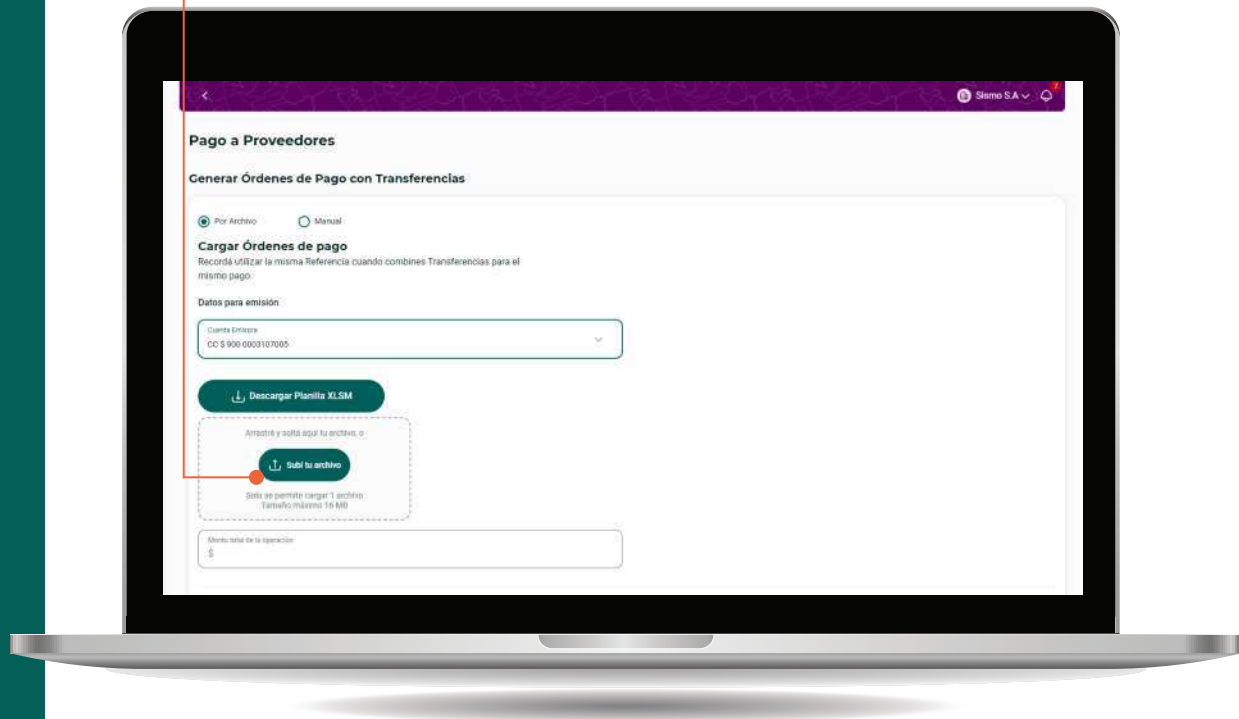 Sismo S.A
7
Pago a Proveedores
Generar Órdenes de Pago con Transferencias
Por Archivo
Manual
Cargar Órdenes de pago
Recordá utilizar la misma Referencia cuando combines Transferencias para el
mismo pago.
Datos para emisión
Cuenta Emisora
CC $ 900 0003107005
Descargar Planilla XLSM
Arrastrá y soltá aquí tu archivo, o
Subí tu archivo
Solo se permite cargar 1 archivo
Tamaño máximo 16 MB
Monto total de la operación
$